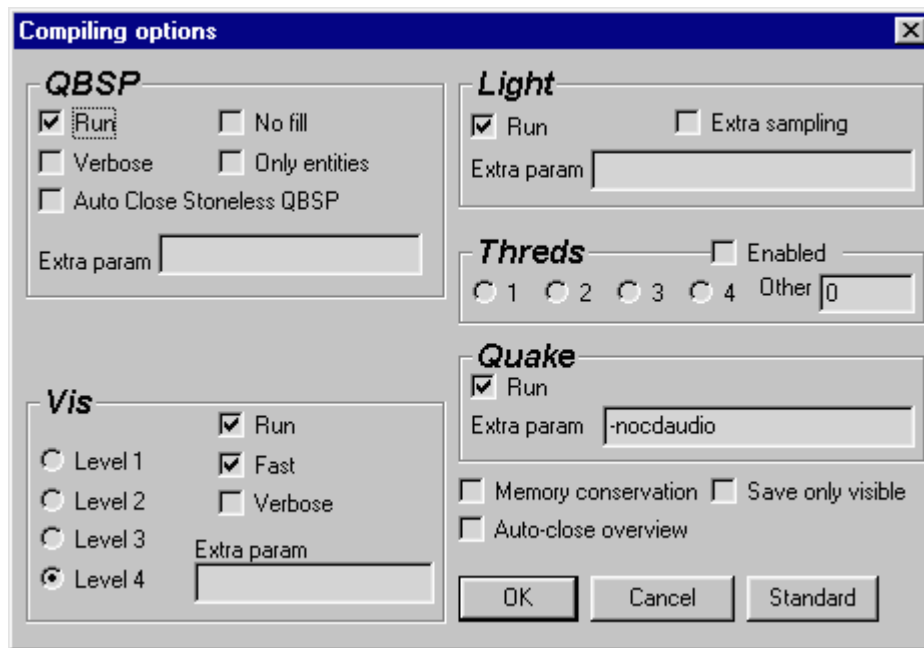 Compiling options
QBSP
Run No fill
Verbose Only entities
Auto Close Stoneless QBSP
Extra param
Light
Run Extra sampling
Extra param
Threds Enabled
1 2 3 4 Other 0
Quake
Run
Extra param -nocdaudio
Vis
Run
Level 1 Fast
Level 2 Verbose
Level 3
Extra param
Level 4
Memory conservation Save only visible
Auto-close overview
OK Cancel Standard